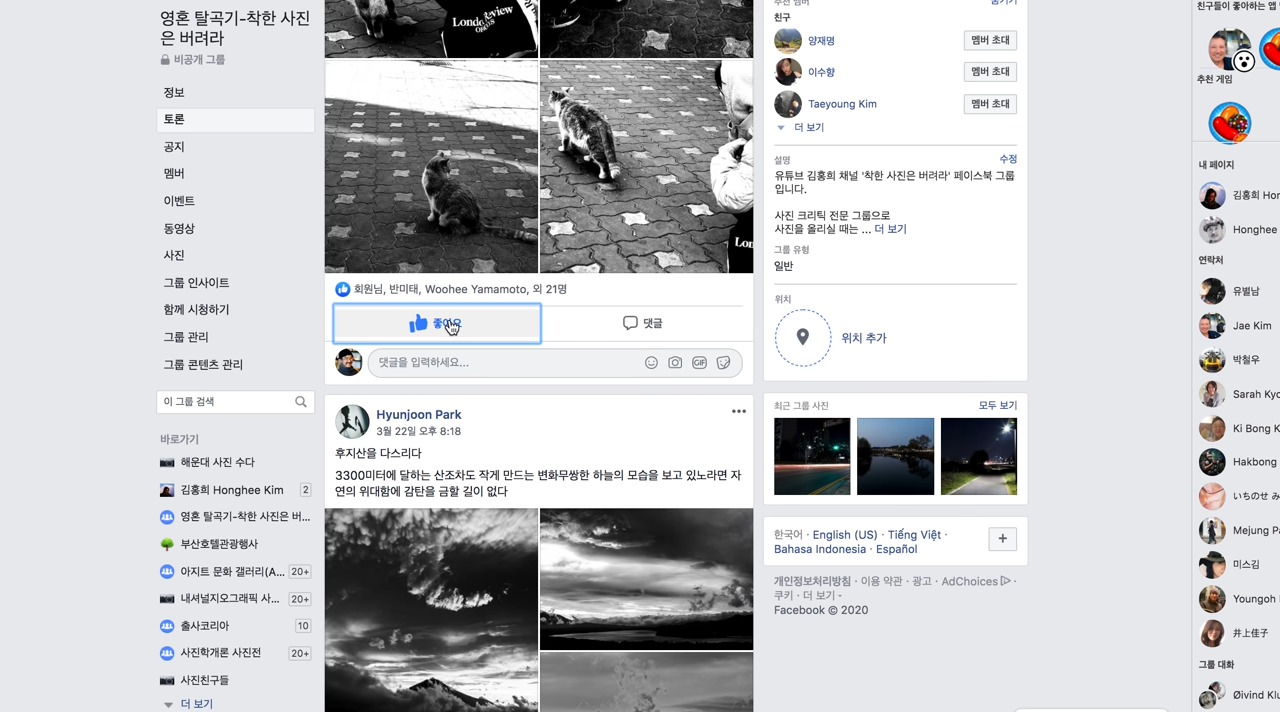 영혼 탈곡기-착한 사진
은 버려라
비공개 그룹
정보
토론
공지
멤버
이벤트
동영상
사진
그룹 인사이트
함께 시청하기
그룹 관리
그룹 콘텐츠 관리
이 그룹 검색
바로가기
해운대 사진 수다
김홍희 Honghee Kim 2
영혼 탈곡기-착한 사진은 버...
부산호텔관광행사
아지트 문화 갤러리(A... 20+
내셔널지오그래픽 사... 20+
출사코리아 10
사진학개론 사진전 20+
사진친구들
더 보기
회원님, 반미태, Woohee Yamamoto, 외 21명
좋아요
댓글
댓글을 입력하세요...
GIF
Hyunjoon Park
3월 22일 오후 8:18
후지산을 다스리다
3300미터에 달하는 산조차도 작게 만드는 변화무쌍한 하늘의 모습을 보고 있노라면 자
연의 위대함에 감탄을 금할 길이 없다
추천 멤버 숨기기
친구
양재명 멤버 초대
이수향 멤버 초대
Taeyoung Kim 멤버 초대
더 보기
설명 수정
유튜브 김홍희 채널 '착한 사진은 버려라' 페이스북 그룹
입니다.
사진 크리틱 전문 그룹으로
사진을 올리실 때는 ... 더 보기
그룹 유형
일반
위치
위치 추가
최근 그룹 사진 모두 보기
한국어 · English (US) · Tiếng Việt ·
Bahasa Indonesia · Español
개인정보처리방침 · 이용 약관 · 광고 · AdChoices ·
쿠키 · 더 보기
Facebook © 2020
친구들이 좋아하는 앱
추천 게임
내 페이지
김홍희 Hon
Honghee
연락처
유별남
Jae Kim
박철우
Sarah Kyo
Ki Bong K
Hakbong
いちのせ み
Mejung Pa
미스김
Youngoh
井上佳子
그룹 대화
Øivind Klu